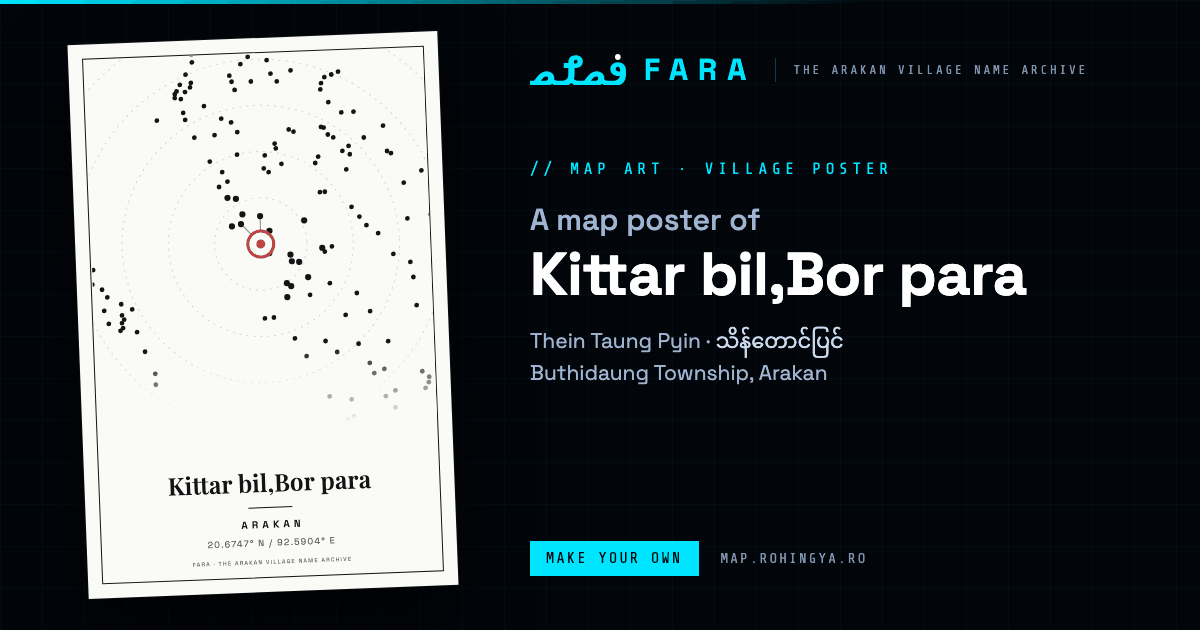 Kittar bil,Bor para
ARAKAN
20.6747° N / 92.5904° E
FARA · THE ARAKAN VILLAGE NAME ARCHIVE
FARA
THE ARAKAN VILLAGE NAME ARCHIVE
// MAP ART · VILLAGE POSTER
A map poster of
Kittar bil,Bor para
Thein Taung Pyin · သိန်တောင်ပြင်
Buthidaung Township, Arakan
MAKE YOUR OWN
MAP.ROHINGYA.RO